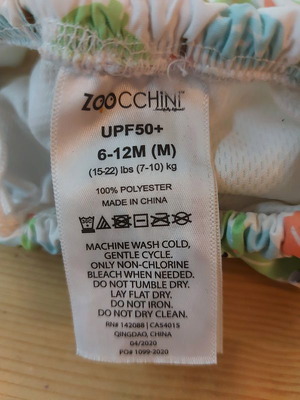 ZOOCCHINI
UPF50+
6-12M (M)
(15-22) lbs (7-10) kg
100% POLYESTER
MADE IN CHINA
MACHINE WASH COLD,
GENTLE CYCLE.
ONLY NON-CHLORINE
BLEACH WHEN NEEDED.
DO NOT TUMBLE DRY.
LAY FLAT DRY.
DO NOT IRON.
DO NOT DRY CLEAN.
RN# 142088 | CA54015
QINGDAO, CHINA
04/2020
PO# 1099-2020